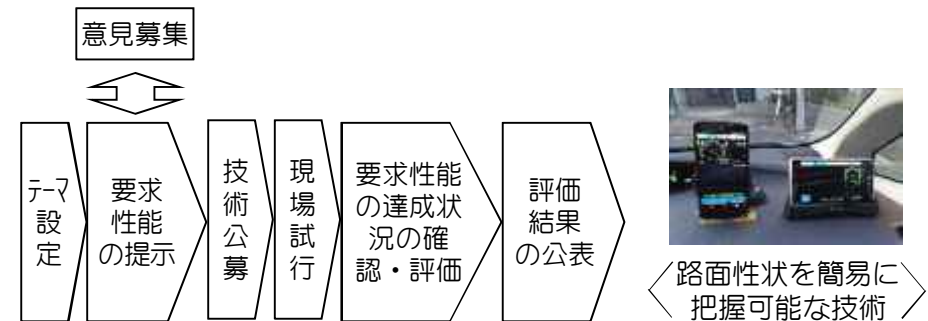 意見募集
ﾃｰﾏ
設
定
要求
性能
の提示
技
術
公
募
現
場
試
行
要求性能
の達成状
況の確
認・評価
評価
結果
の公表
路面性状を簡易に
把握可能な技術